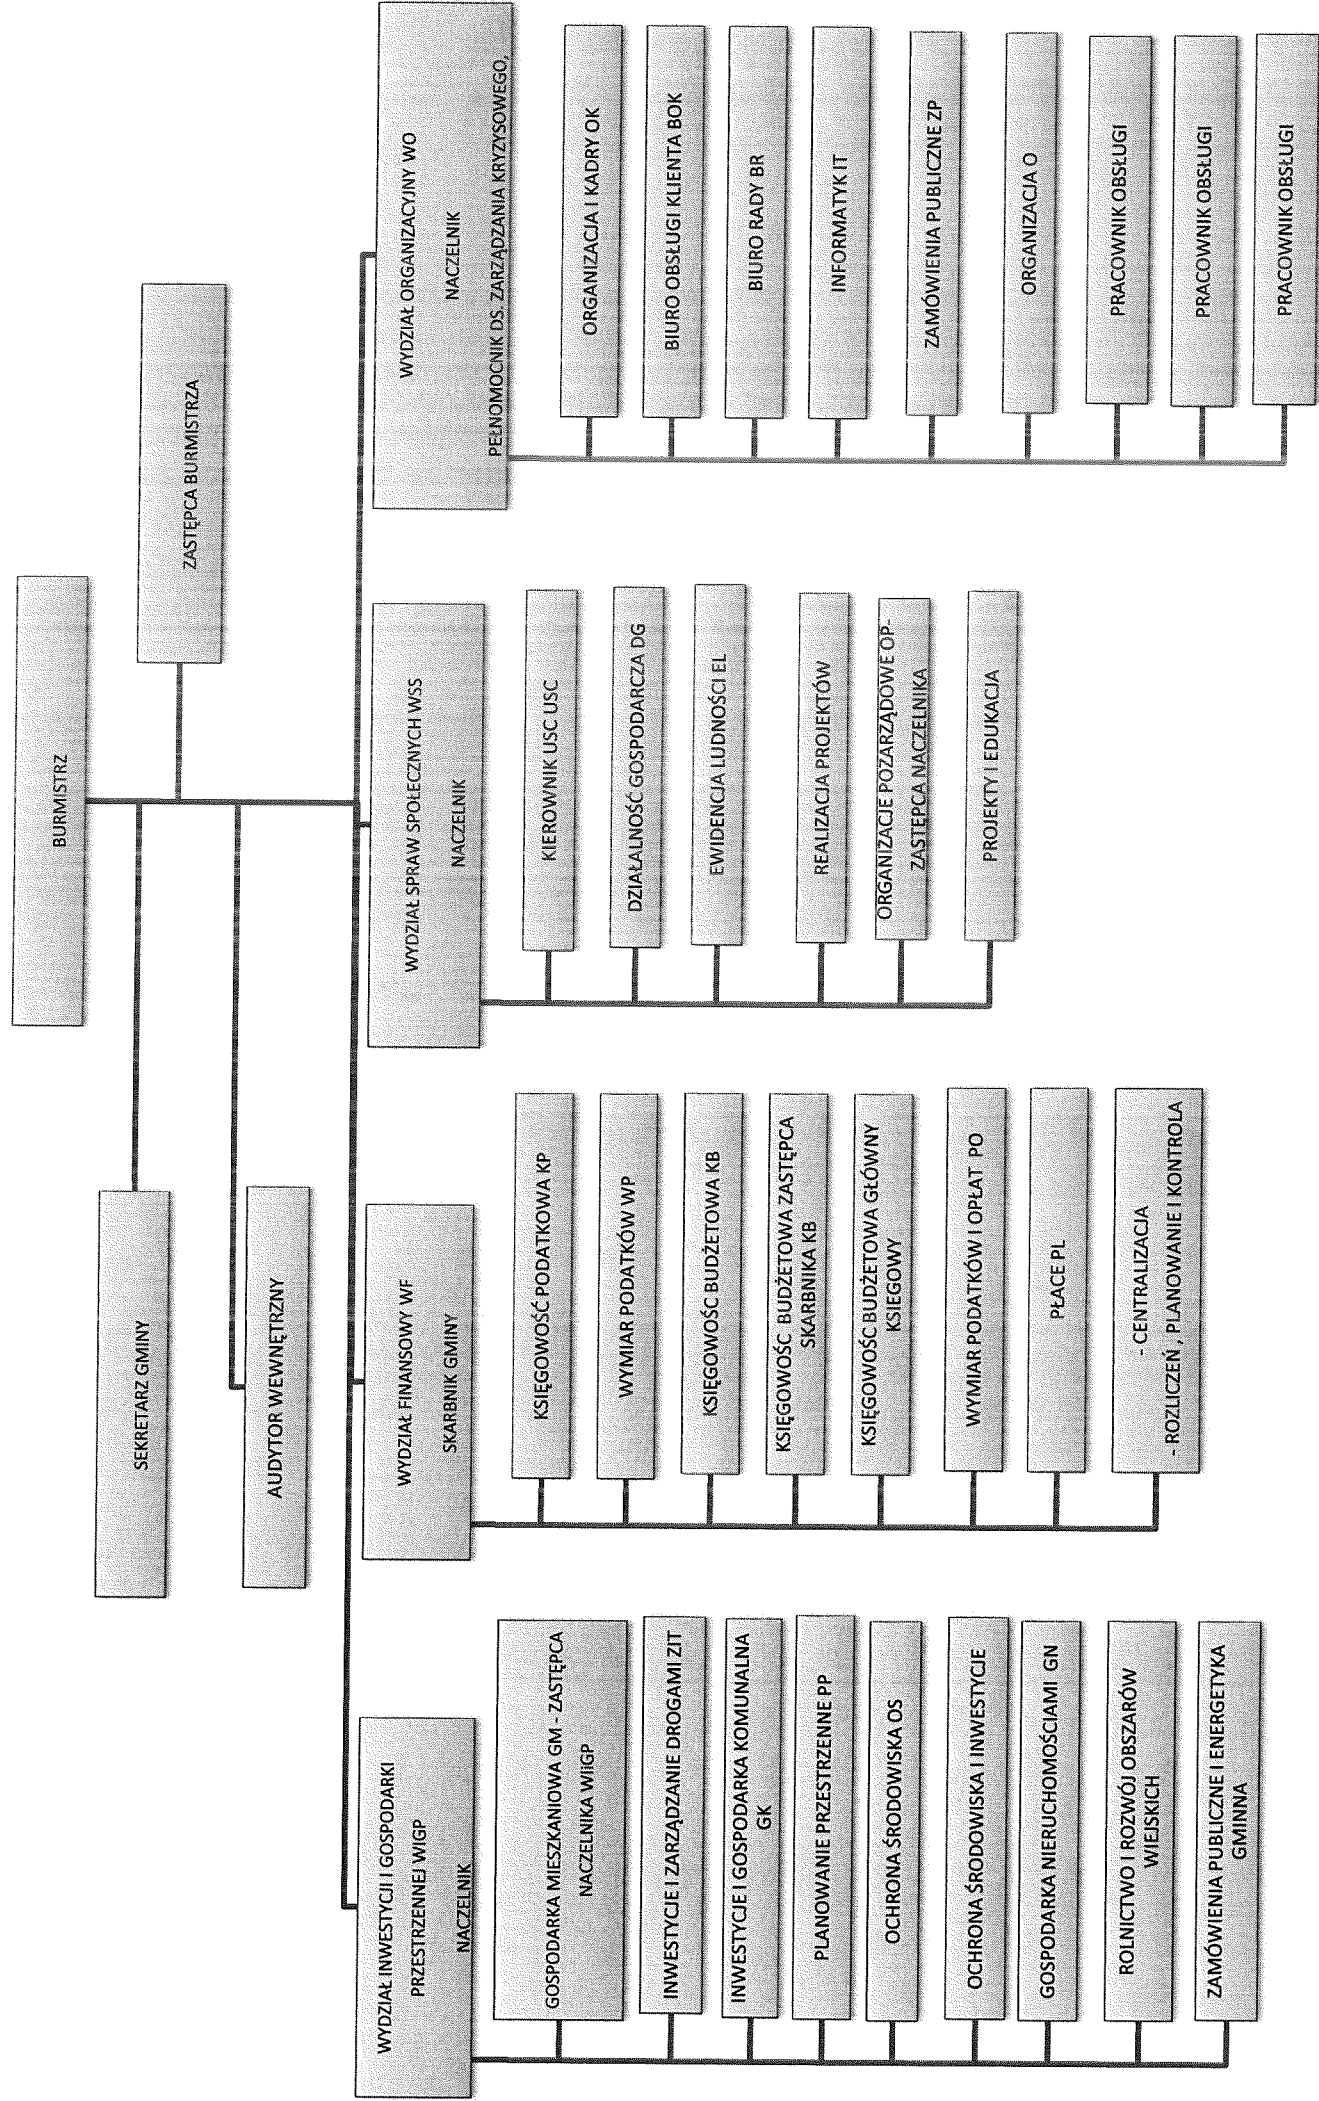 BURMISTRZ
ZASTĘPCA BURMISTRZA
SEKRETARZ GMINY
AUDYTOR WEWNĘTRZNY
WYDZIAŁ INWESTYCJI I GOSPODARKI
PRZESTRZENNEJ WIGP
NACZELNIK
GOSPODARKA MIESZKANIOWA GM - ZASTĘPCA
NACZELNIKA WIiGP
INWESTYCJE I ZARZĄDZANIE DROGAMI ZIT
INWESTYCJE I GOSPODARKA KOMUNALNA
GK
PLANOWANIE PRZESTRZENNE PP
OCHRONA ŚRODOWISKA OS
OCHRONA ŚRODOWISKA I INWESTYCJE
GOSPODARKA NIERUCHOMOŚCIAMI GN
ROLNICTWO I ROZWÓJ OBSZARÓW
WIEJSKICH
ZAMÓWIENIA PUBLICZNE I ENERGETYKA
GMINNA
WYDZIAŁ FINANSOWY WF
SKARBNIK GMINY
KSIĘGOWOŚĆ PODATKOWA KP
WYMIAR PODATKÓW WP
KSIĘGOWOŚC BUDŻETOWA KB
KSIĘGOWOŚC BUDŻETOWA ZASTĘPCA
SKARBNIKA KB
KSIĘGOWOŚC BUDŻETOWA GŁÓWNY
KSIEGOWY
WYMIAR PODATKÓW I OPŁAT PO
PŁACE PL
- CENTRALIZACJA
- ROZLICZEŃ , PLANOWANIE I KONTROLA
WYDZIAŁ SPRAW SPOŁECZNYCH WSS
NACZELNIK
KIEROWNIK USC USC
DZIAŁALNOŚĆ GOSPODARCZA DG
EWIDENCJA LUDNOŚCI EL
REALIZACJA PROJEKTÓW
ORGANIZACJE POZARZĄDOWE OP-
ZASTĘPCA NACZELNIKA
PROJEKTY I EDUKACJA
WYDZIAŁ ORGANIZACYJNY WO
NACZELNIK
PEŁNOMOCNIK DS. ZARZĄDZANIA KRYZYSOWEGO,
ORGANIZACJA I KADRY OK
BIURO OBSŁUGI KLIENTA BOK
BIURO RADY BR
INFORMATYK IT
ZAMÓWIENIA PUBLICZNE ZP
ORGANIZACJA O
PRACOWNIK OBSŁUGI
PRACOWNIK OBSŁUGI
PRACOWNIK OBSŁUGI